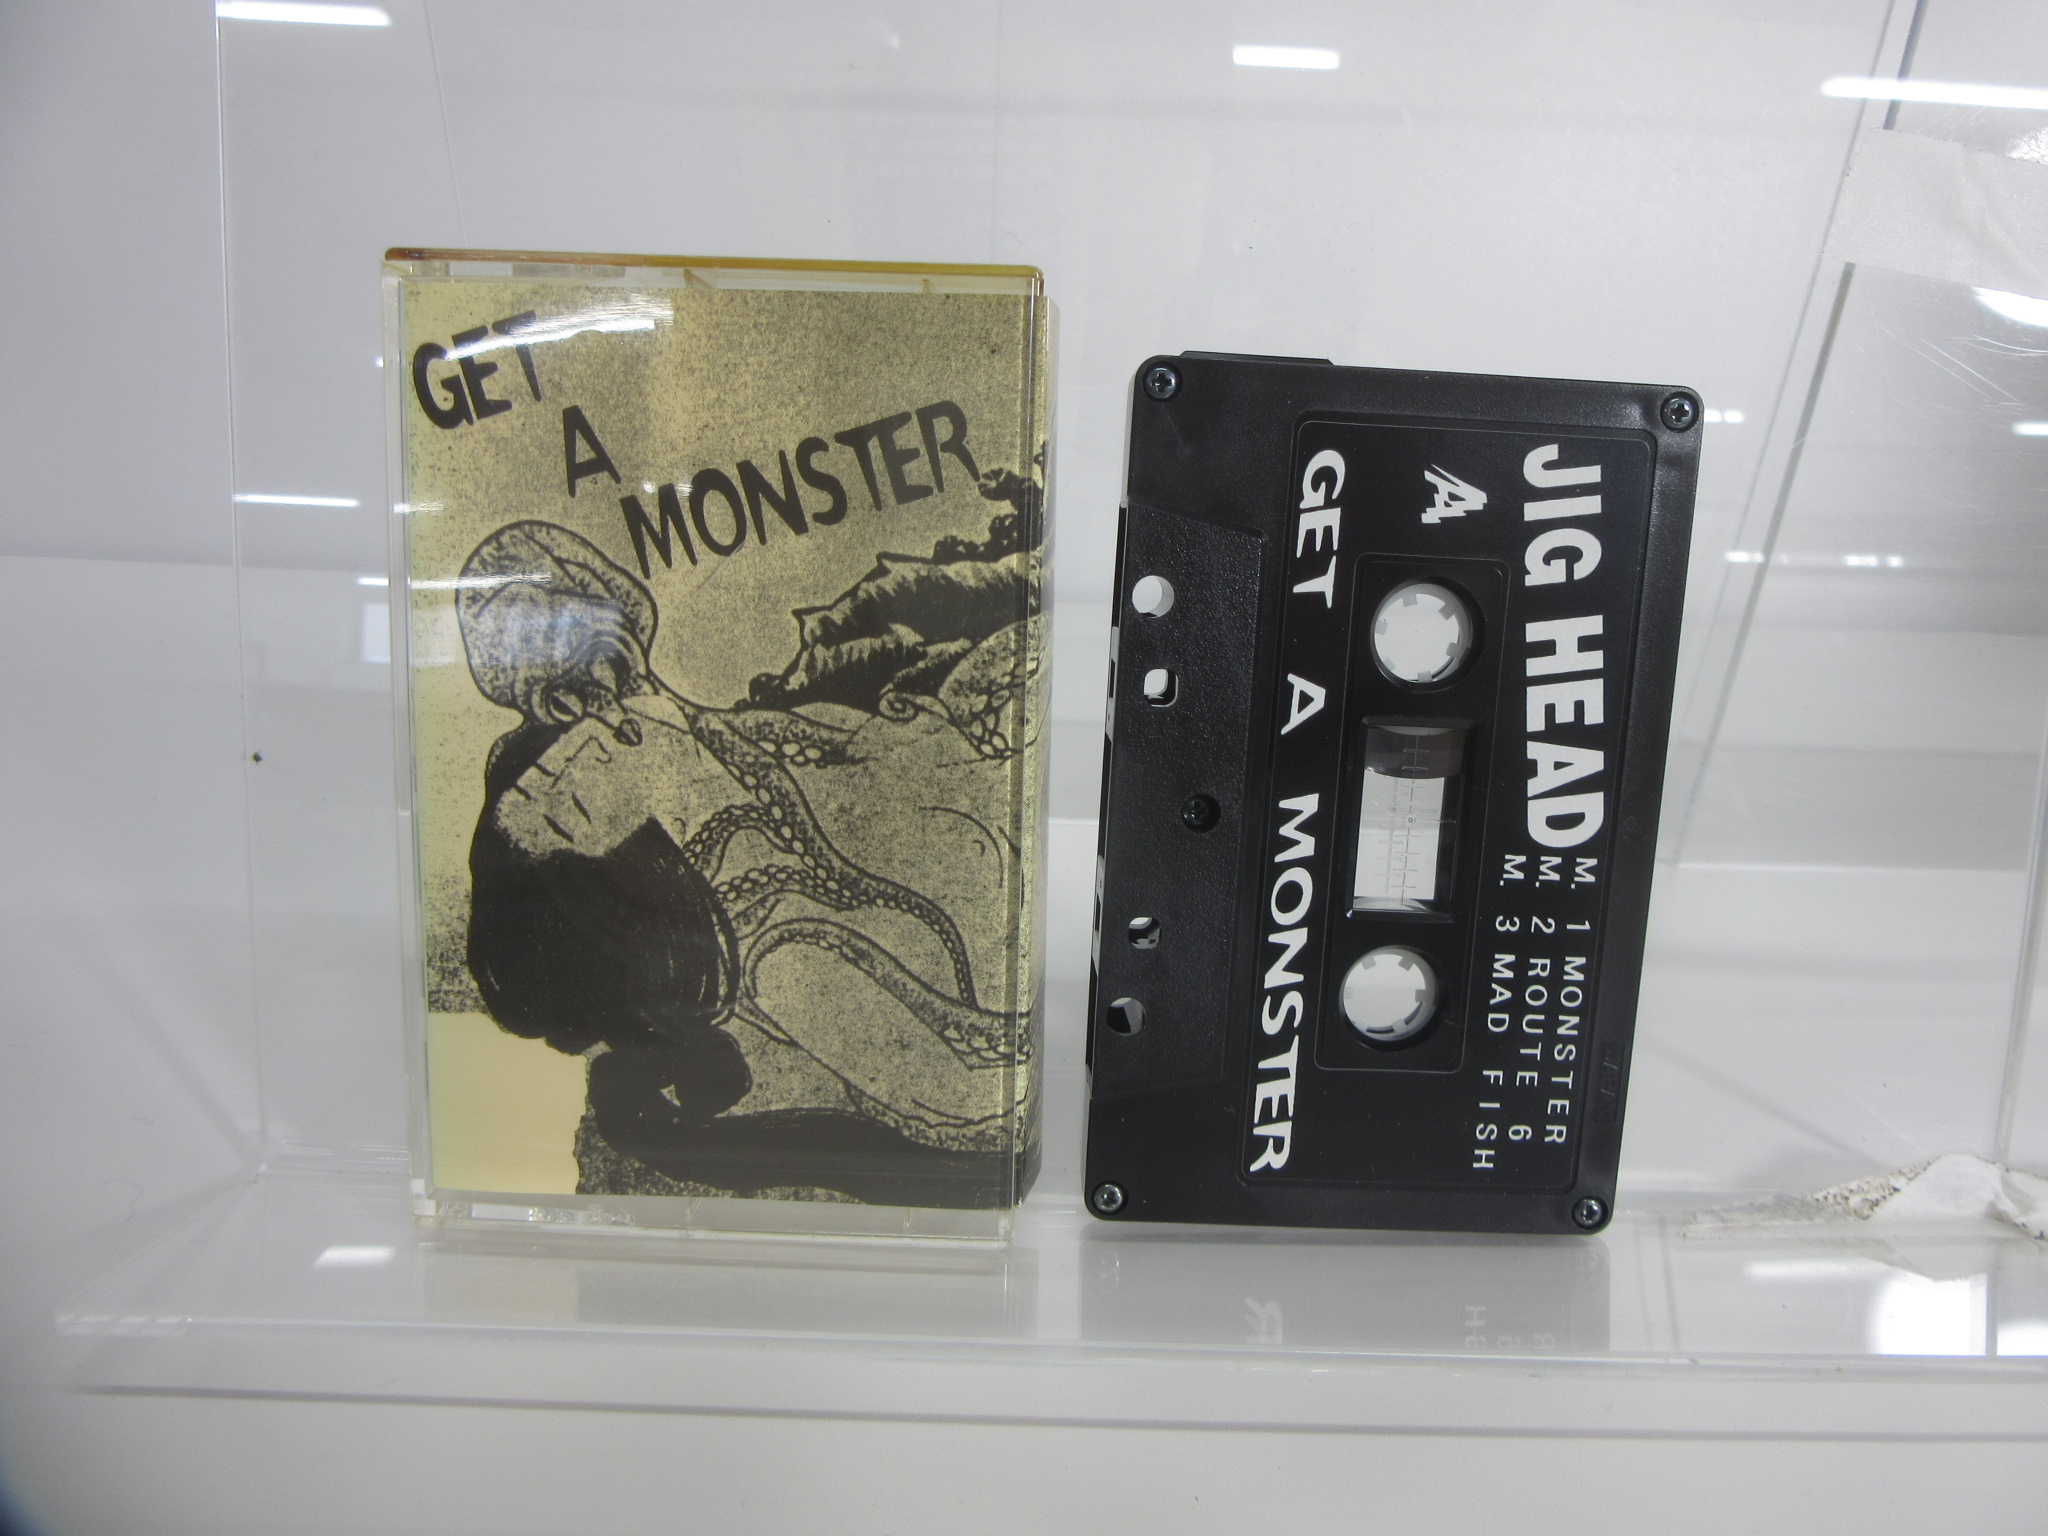 GET
A
MONSTER
JIG HEAD
M. 1 MONSTER
M. 2 ROUTE 6
M. 3 MAD FISH
A
GET A MONSTER